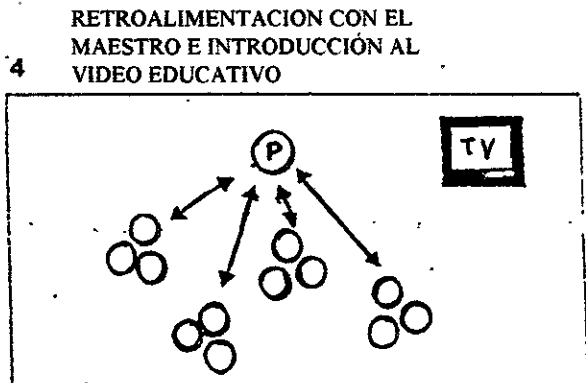 RETROALIMENTACION CON EL
MAESTRO E INTRODUCCIÓN AL
4 VIDEO EDUCATIVO
P
TV